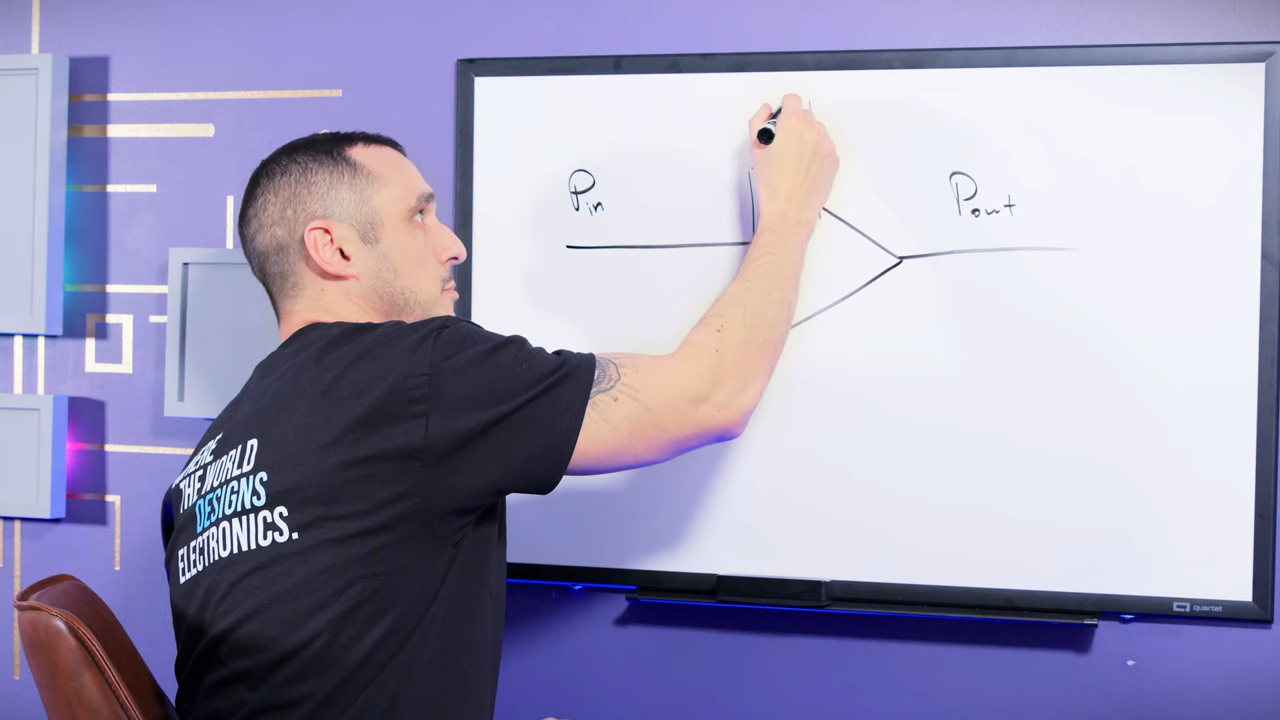 Pin
Pout
THE WORLD
DESIGNS
ELECTRONICS.
quartet